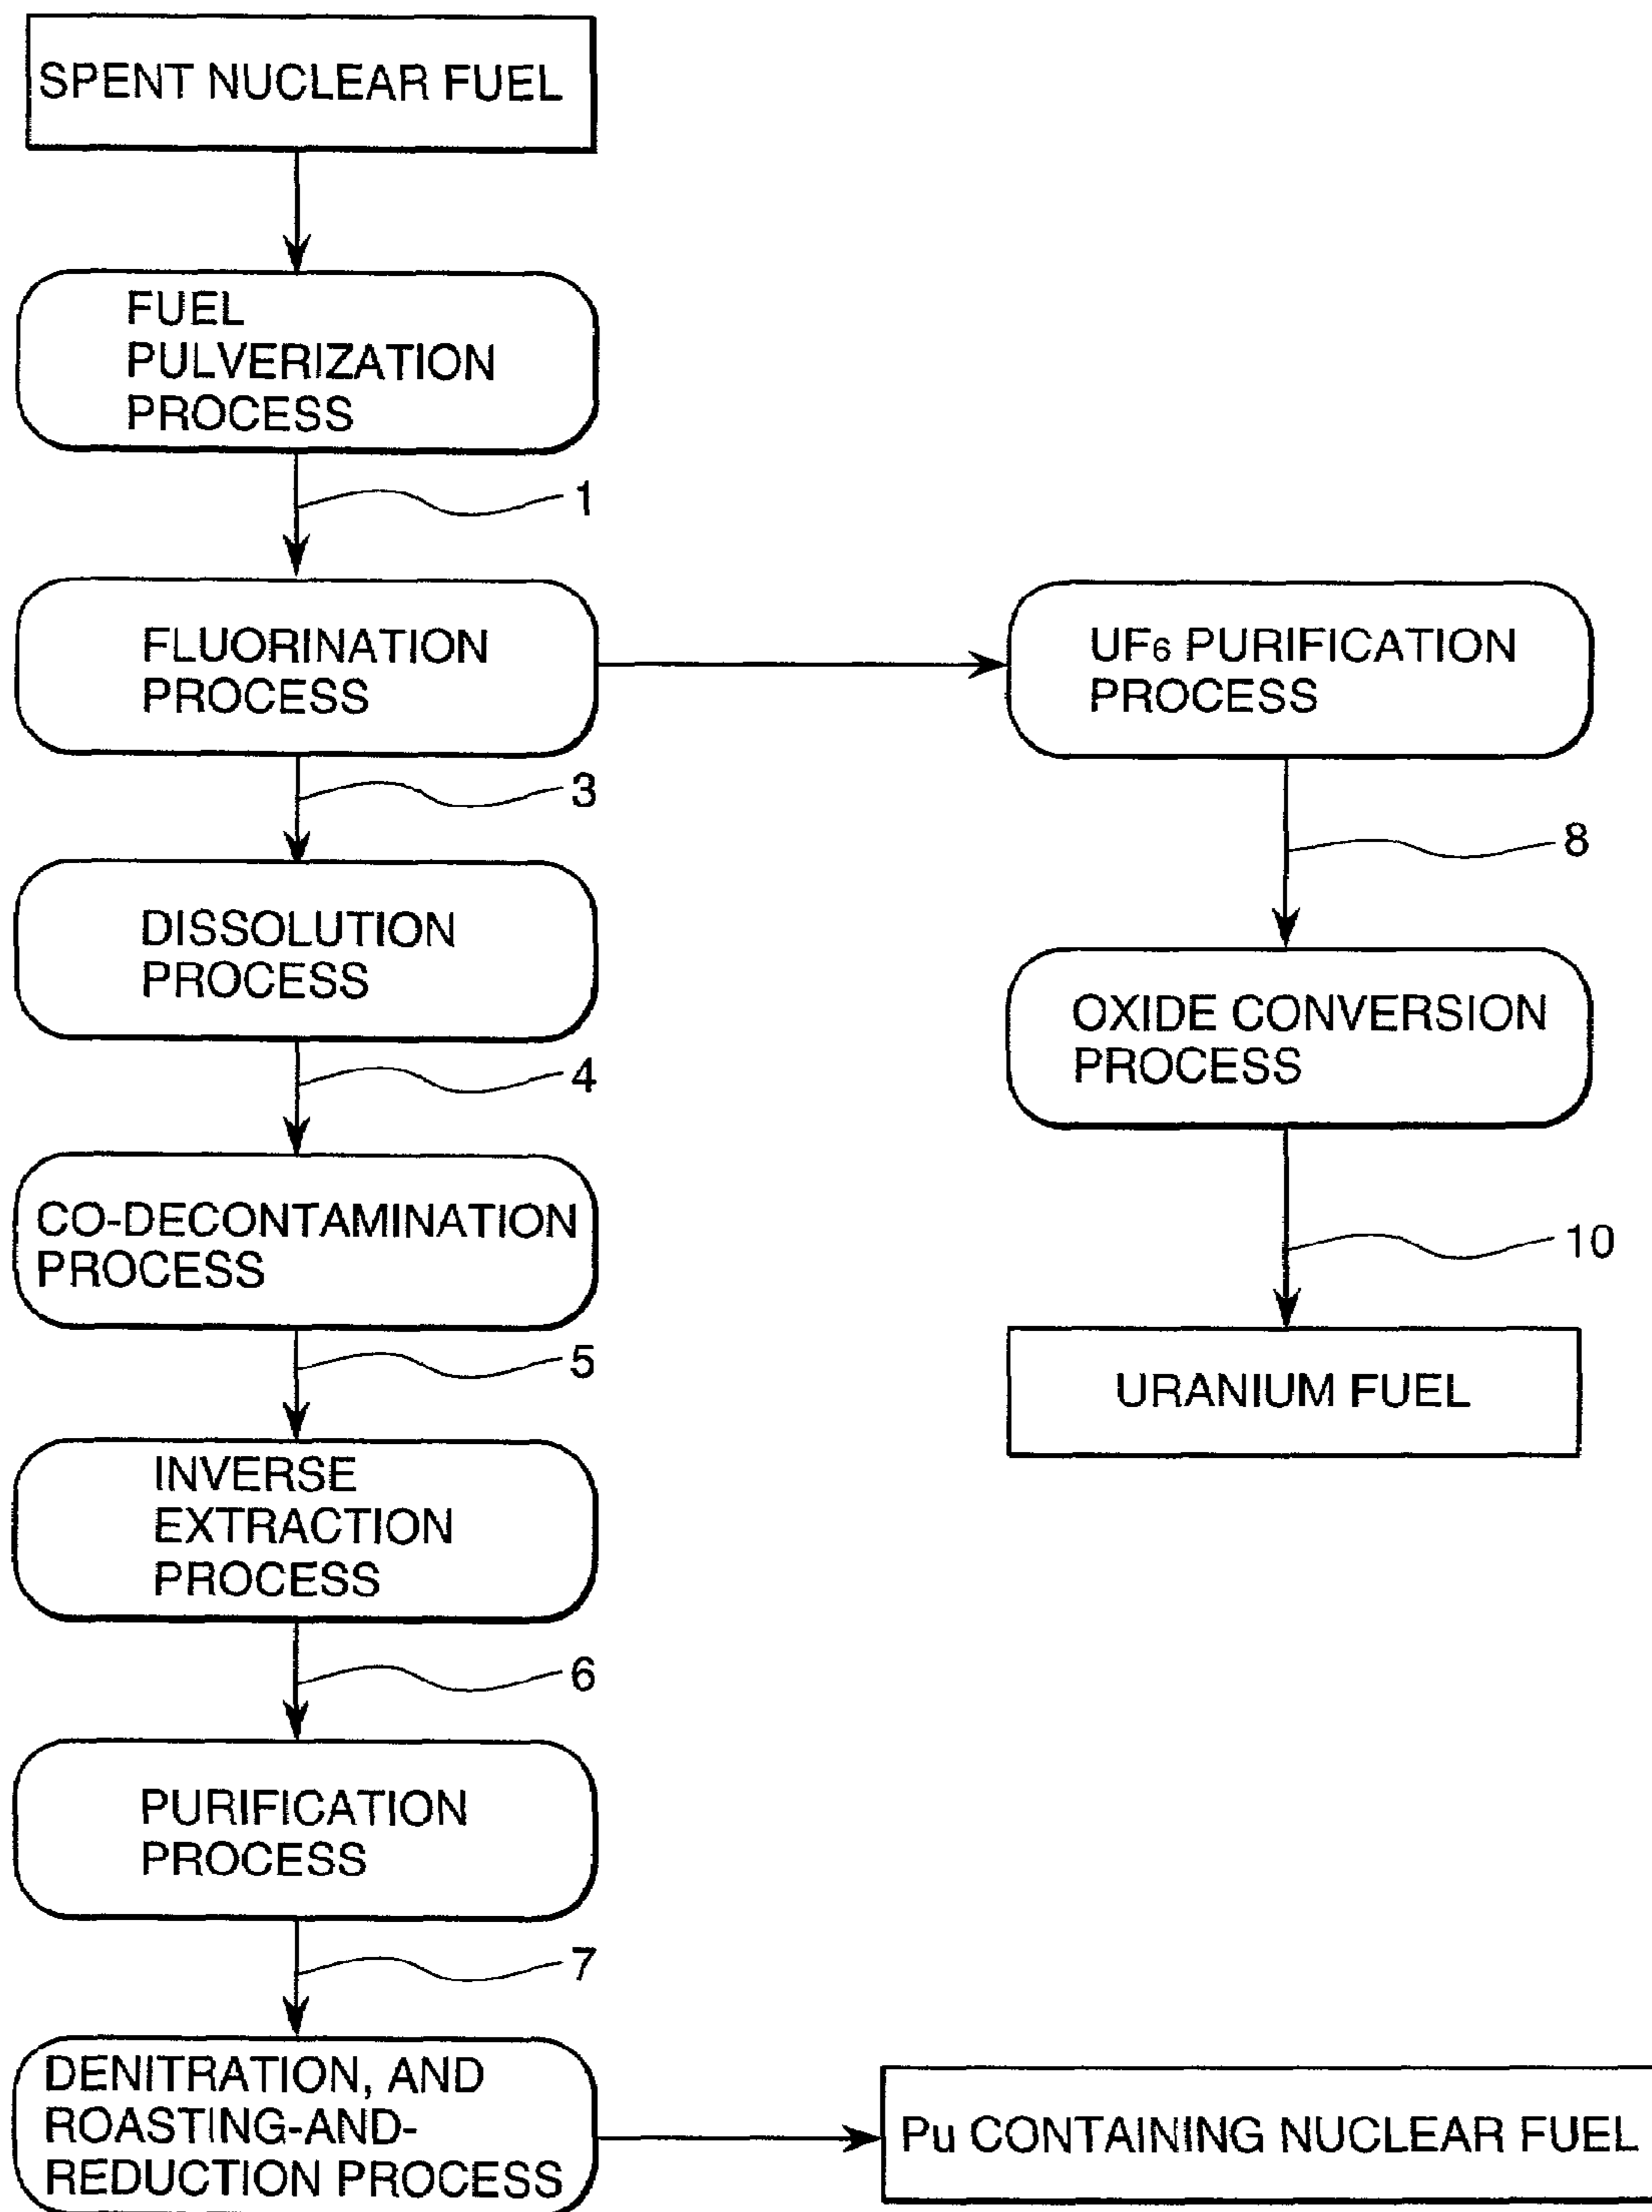 SPENT NUCLEAR FUEL
FUEL
PULVERIZATION
PROCESS
1
FLUORINATION
PROCESS
UF6 PURIFICATION
PROCESS
3
8
DISSOLUTION
PROCESS
OXIDE CONVERSION
PROCESS
4
CO-DECONTAMINATION
PROCESS
10
5
URANIUM FUEL
INVERSE
EXTRACTION
PROCESS
6
PURIFICATION
PROCESS
7
DENITRATION, AND
ROASTING-AND-
REDUCTION PROCESS
Pu CONTAINING NUCLEAR FUEL